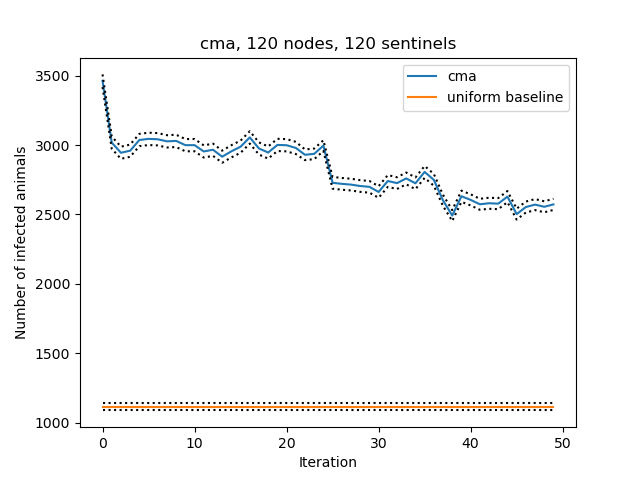 cma, 120 nodes, 120 sentinels
cma
uniform baseline
Number of infected animals
3500
3000
2500
2000
1500
1000
0 10 20 30 40 50
Iteration